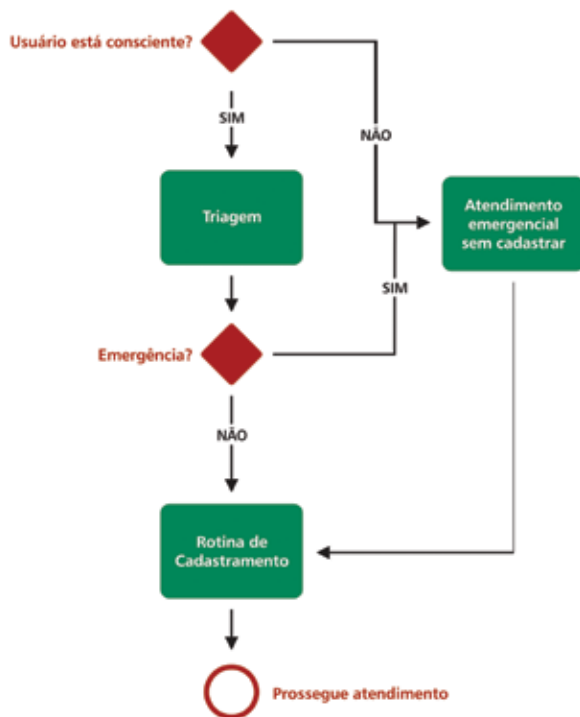 Usuário está consciente?
SIM
NÃO
Triagem
Atendimento
emergencial
sem cadastrar
SIM
Emergência?
NÃO
Rotina de
Cadastramento
Prossegue atendimento